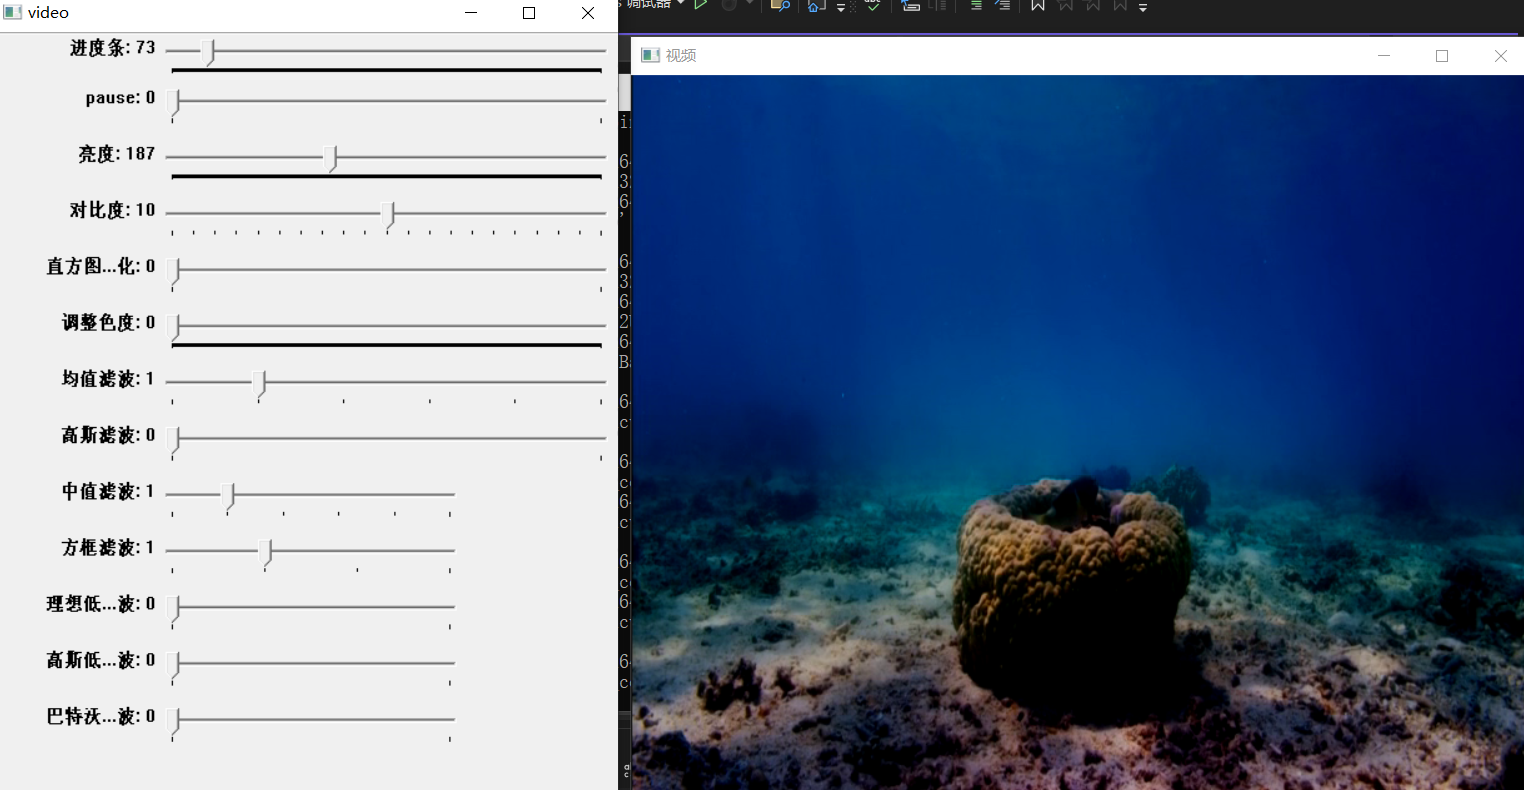 video
进度条: 73
pause: 0
亮度: 187
对比度: 10
直方图...化: 0
调整色度: 0
均值滤波: 1
高斯滤波: 0
中值滤波: 1
方框滤波: 1
理想低...波: 0
高斯低...波: 0
巴特沃...波: 0
调试器
视频